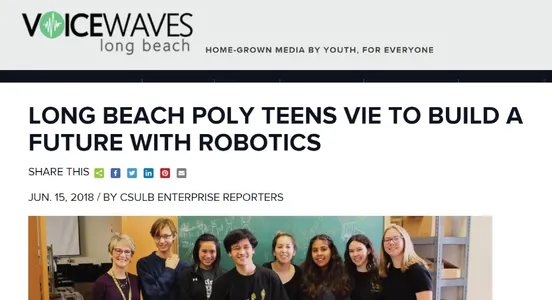 VOICEWAVES
long beach
HOME-GROWN MEDIA BY YOUTH, FOR EVERYONE
LONG BEACH POLY TEENS VIE TO BUILD A
FUTURE WITH ROBOTICS
SHARE THIS
JUN. 15, 2018 / BY CSULB ENTERPRISE REPORTERS